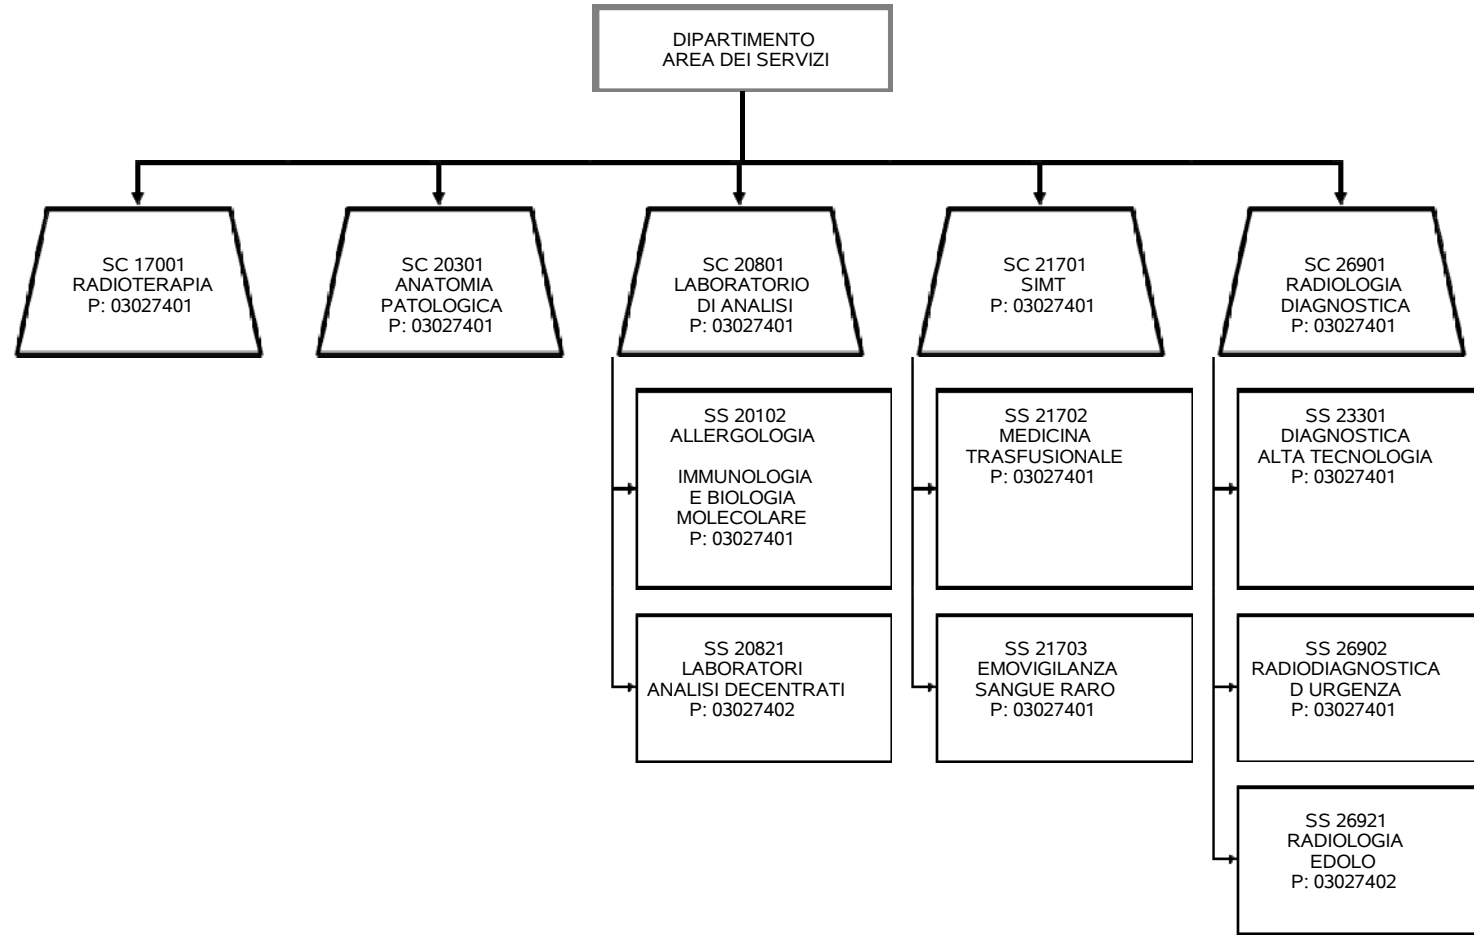 DIPARTIMENTO
AREA DEI SERVIZI
SC 17001
RADIOTERAPIA
P: 03027401
SC 20301
ANATOMIA
PATOLOGICA
P: 03027401
SC 20801
LABORATORIO
DI ANALISI
P: 03027401
SC 21701
SIMT
P: 03027401
SC 26901
RADIOLOGIA
DIAGNOSTICA
P: 03027401
SS 20102
ALLERGOLOGIA
IMMUNOLOGIA
E BIOLOGIA
MOLECOLARE
P: 03027401
SS 21702
MEDICINA
TRASFUSIONALE
P: 03027401
SS 23301
DIAGNOSTICA
ALTA TECNOLOGIA
P: 03027401
SS 20821
LABORATORI
ANALISI DECENTRATI
P: 03027402
SS 21703
EMOVIGILANZA
SANGUE RARO
P: 03027401
SS 26902
RADIODIAGNOSTICA
D URGENZA
P: 03027401
SS 26921
RADIOLOGIA
EDOLO
P: 03027402